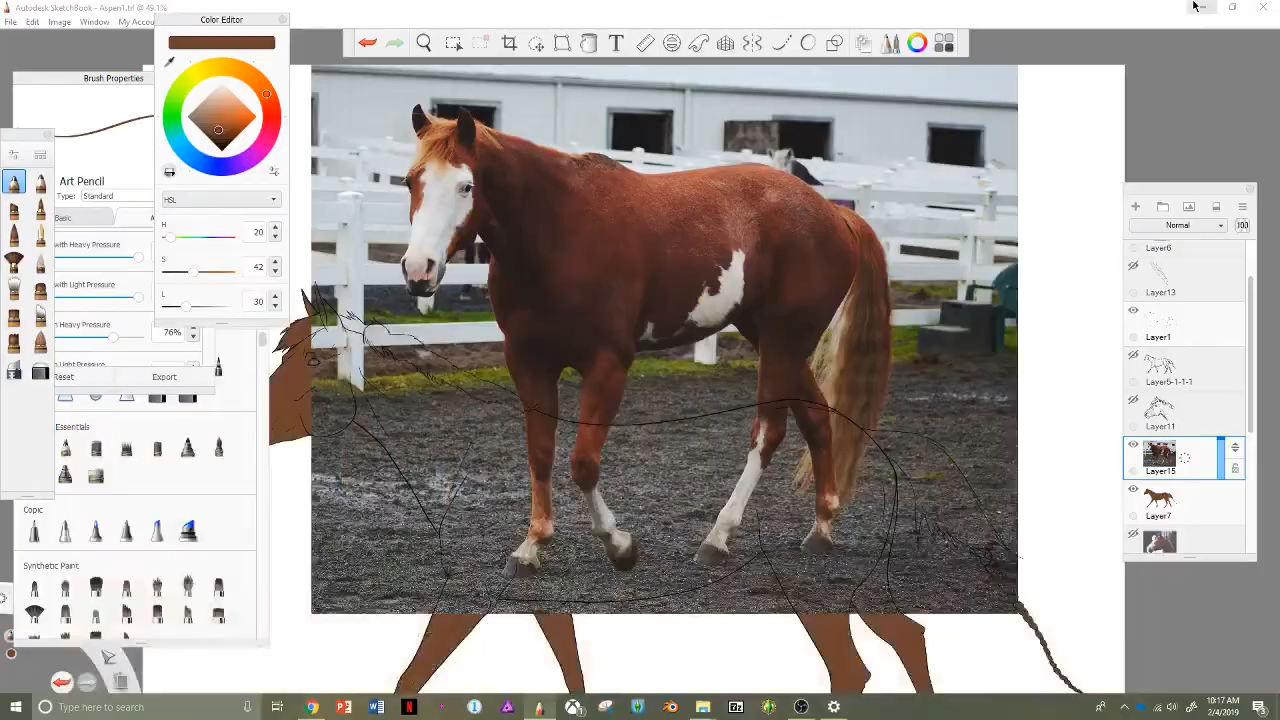 Autodesk SketchBook - Aspen1.tif @ 49.1%
File Edit Image Window My Accou
Color Editor
Brush Properties
Art Pencil
Type: Standard
Basic
HSL
H 20
S 42
L 30
with Heavy Pressure
with Light Pressure
Heavy Pressure
76%
Light Pressure
Reset Export
Essentials
Copic
Synthetic Paint
Normal 100
Layer6
Layer13
Layer1
Layer5-1-1-1
Layer11
Layer15
Layer7
Type here to search
10:17 AM
2/4/2019